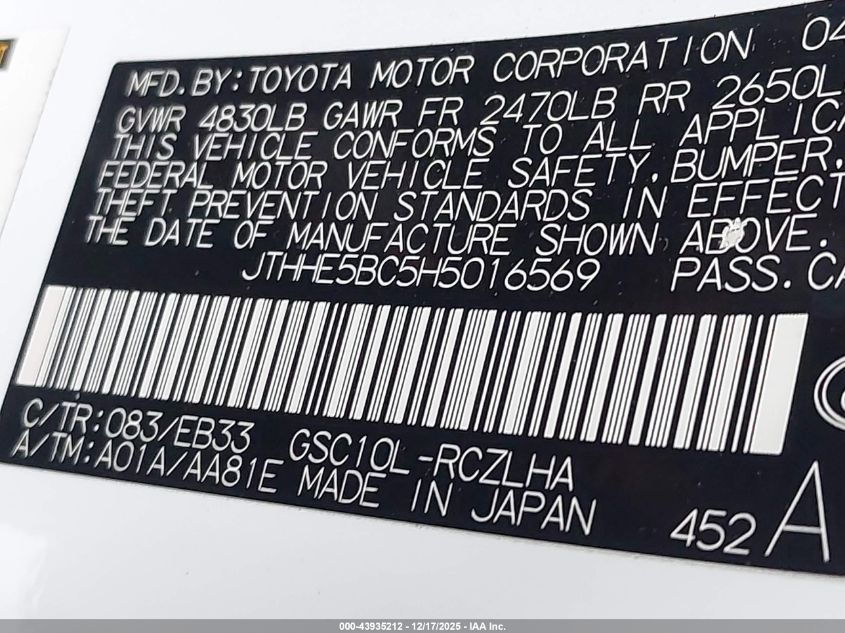 MFD. BY: TOYOTA MOTOR CORPORATION 04
GVWR 4830LB GAWR FR 2470LB RR 2650L
THIS VEHICLE CONFORMS TO ALL APPLICA
FEDERAL MOTOR VEHICLE SAFETY, BUMPER,
THEFT PREVENTION STANDARDS IN EFFECT
THE DATE OF MANUFACTURE SHOWN ABOVE.
JTHHE5BC5H5016569 PASS. CA
C/TR: 083/EB33 GSC10L-RCZLHA
A/TM: A01A/AA81E MADE IN JAPAN
452 A
000-43935212 - 12/17/2025 - IAA Inc.